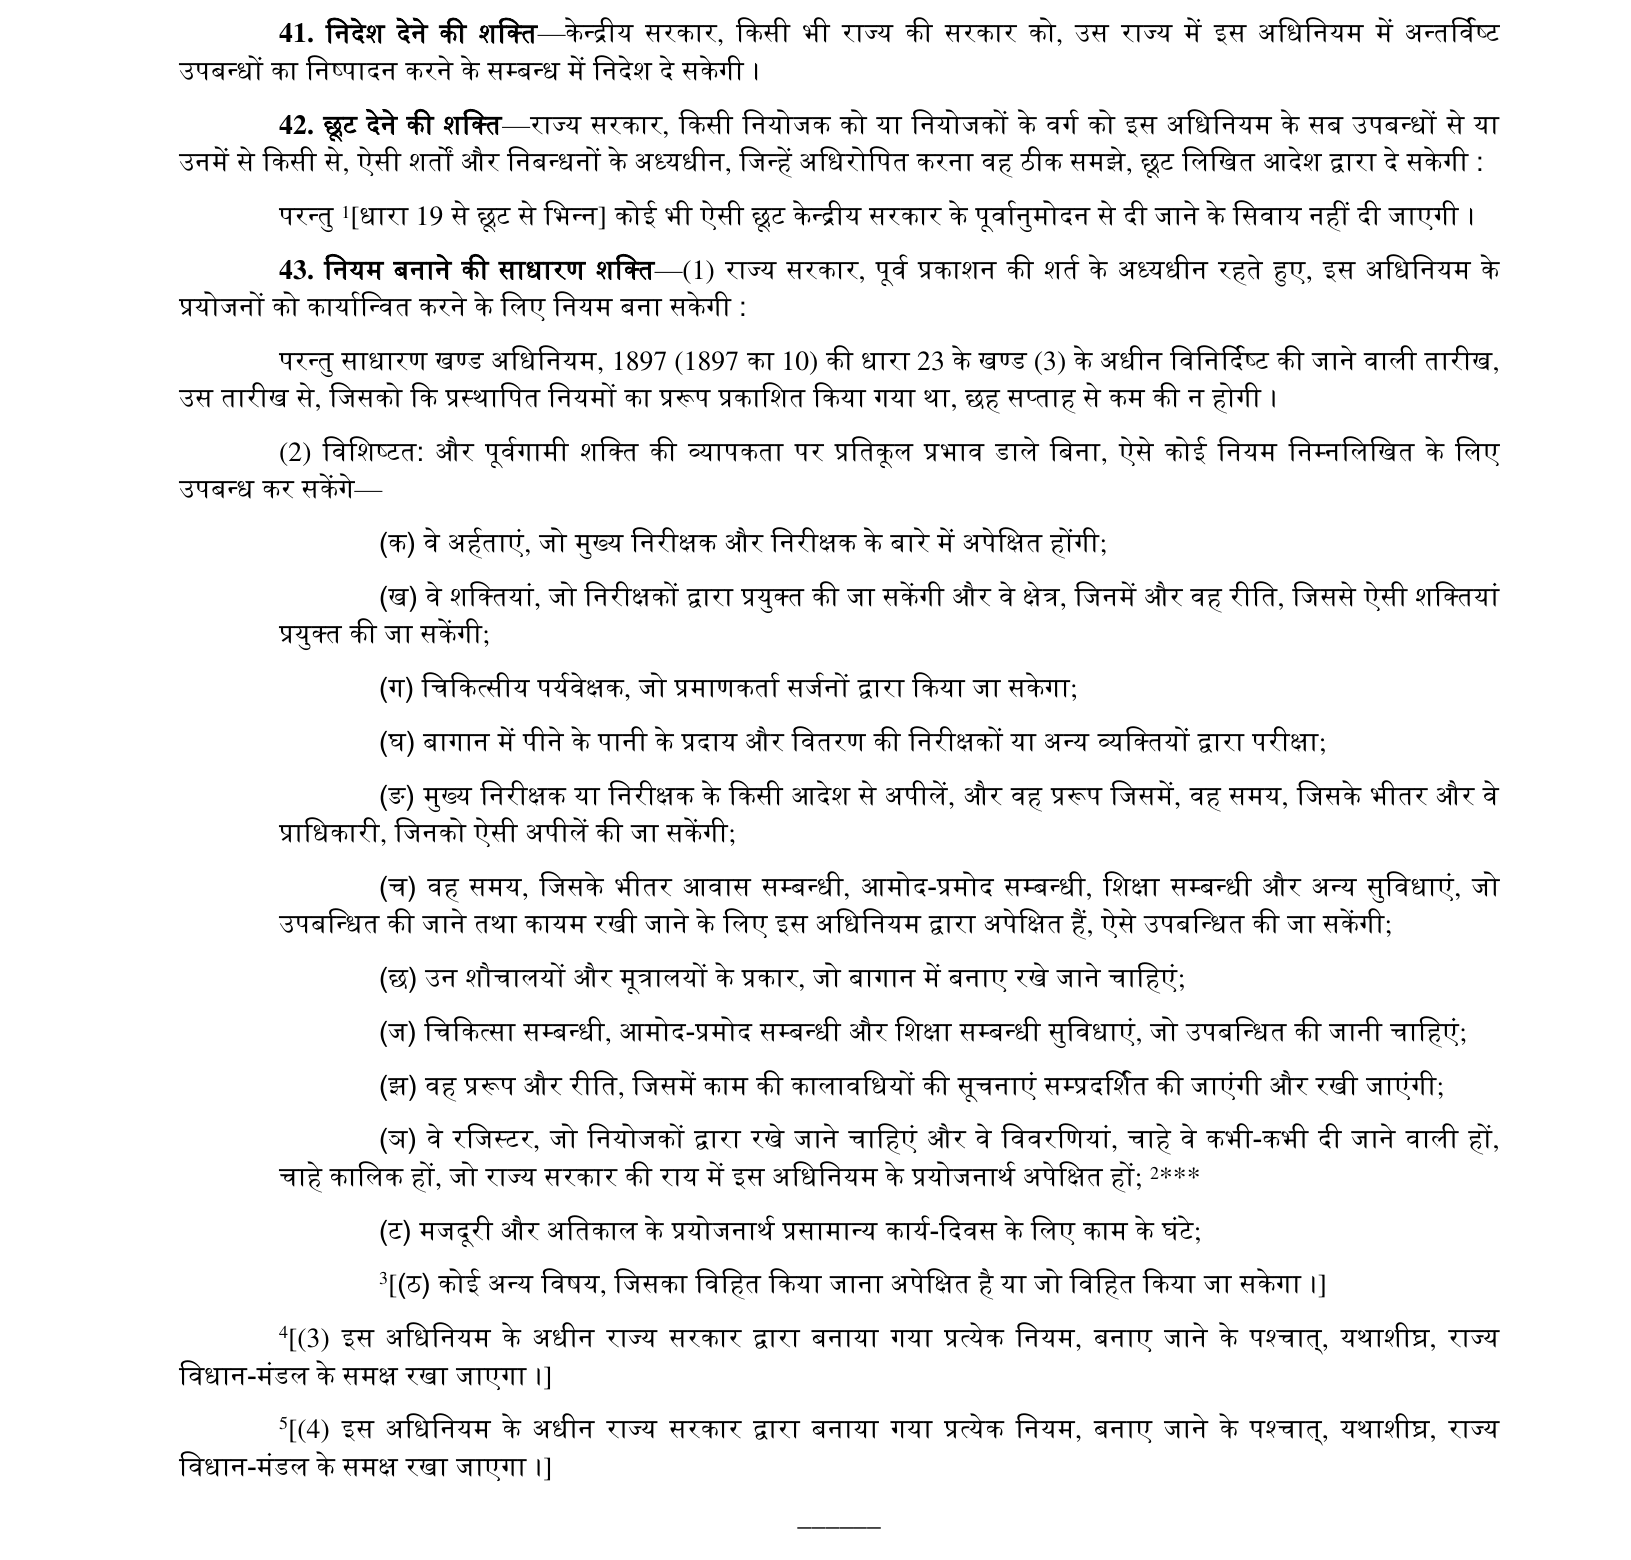 41. निदेश देने की शक्ति—केन्द्रीय सरकार, किसी भी राज्य की सरकार को, उस राज्य में इस अधिनियम में अन्तर्विष्ट
उपबन्धों का निष्पादन करने के सम्बन्ध में निदेश दे सकेगी ।
42. छूट देने की शक्ति—राज्य सरकार, किसी नियोजक को या नियोजकों के वर्ग को इस अधिनियम के सब उपबन्धों से या
उनमें से किसी से, ऐसी शर्तों और निबन्धनों के अध्यधीन, जिन्हें अधिरोपित करना वह ठीक समझे, छूट लिखित आदेश द्वारा दे सकेगी :
परन्तु ¹[धारा 19 से छूट से भिन्न] कोई भी ऐसी छूट केन्द्रीय सरकार के पूर्वानुमोदन से दी जाने के सिवाय नहीं दी जाएगी ।
43. नियम बनाने की साधारण शक्ति—(1) राज्य सरकार, पूर्व प्रकाशन की शर्त के अध्यधीन रहते हुए, इस अधिनियम के
प्रयोजनों को कार्यान्वित करने के लिए नियम बना सकेगी :
परन्तु साधारण खण्ड अधिनियम, 1897 (1897 का 10) की धारा 23 के खण्ड (3) के अधीन विनिर्दिष्ट की जाने वाली तारीख,
उस तारीख से, जिसको कि प्रस्थापित नियमों का प्ररूप प्रकाशित किया गया था, छह सप्ताह से कम की न होगी ।
(2) विशिष्टत: और पूर्वगामी शक्ति की व्यापकता पर प्रतिकूल प्रभाव डाले बिना, ऐसे कोई नियम निम्नलिखित के लिए
उपबन्ध कर सकेंगे—
(क) वे अर्हताएं, जो मुख्य निरीक्षक और निरीक्षक के बारे में अपेक्षित होंगी;
(ख) वे शक्तियां, जो निरीक्षकों द्वारा प्रयुक्त की जा सकेंगी और वे क्षेत्र, जिनमें और वह रीति, जिससे ऐसी शक्तियां
प्रयुक्त की जा सकेंगी;
(ग) चिकित्सीय पर्यवेक्षक, जो प्रमाणकर्ता सर्जनों द्वारा किया जा सकेगा;
(घ) बागान में पीने के पानी के प्रदाय और वितरण की निरीक्षकों या अन्य व्यक्तियों द्वारा परीक्षा;
(ङ) मुख्य निरीक्षक या निरीक्षक के किसी आदेश से अपीलें, और वह प्ररूप जिसमें, वह समय, जिसके भीतर और वे
प्राधिकारी, जिनको ऐसी अपीलें की जा सकेंगी;
(च) वह समय, जिसके भीतर आवास सम्बन्धी, आमोद-प्रमोद सम्बन्धी, शिक्षा सम्बन्धी और अन्य सुविधाएं, जो
उपबन्धित की जाने तथा कायम रखी जाने के लिए इस अधिनियम द्वारा अपेक्षित हैं, ऐसे उपबन्धित की जा सकेंगी;
(छ) उन शौचालयों और मूत्रालयों के प्रकार, जो बागान में बनाए रखे जाने चाहिएं;
(ज) चिकित्सा सम्बन्धी, आमोद-प्रमोद सम्बन्धी और शिक्षा सम्बन्धी सुविधाएं, जो उपबन्धित की जानी चाहिएं;
(झ) वह प्ररूप और रीति, जिसमें काम की कालावधियों की सूचनाएं सम्प्रदर्शित की जाएंगी और रखी जाएंगी;
(ञ) वे रजिस्टर, जो नियोजकों द्वारा रखे जाने चाहिएं और वे विवरणियां, चाहे वे कभी-कभी दी जाने वाली हों,
चाहे कालिक हों, जो राज्य सरकार की राय में इस अधिनियम के प्रयोजनार्थ अपेक्षित हों; ²***
(ट) मजदूरी और अतिकाल के प्रयोजनार्थ प्रसामान्य कार्य-दिवस के लिए काम के घंटे;
³[(ठ) कोई अन्य विषय, जिसका विहित किया जाना अपेक्षित है या जो विहित किया जा सकेगा ।]
⁴[(3) इस अधिनियम के अधीन राज्य सरकार द्वारा बनाया गया प्रत्येक नियम, बनाए जाने के पश्चात्, यथाशीघ्र, राज्य
विधान-मंडल के समक्ष रखा जाएगा ।]
⁵[(4) इस अधिनियम के अधीन राज्य सरकार द्वारा बनाया गया प्रत्येक नियम, बनाए जाने के पश्चात्, यथाशीघ्र, राज्य
विधान-मंडल के समक्ष रखा जाएगा ।]